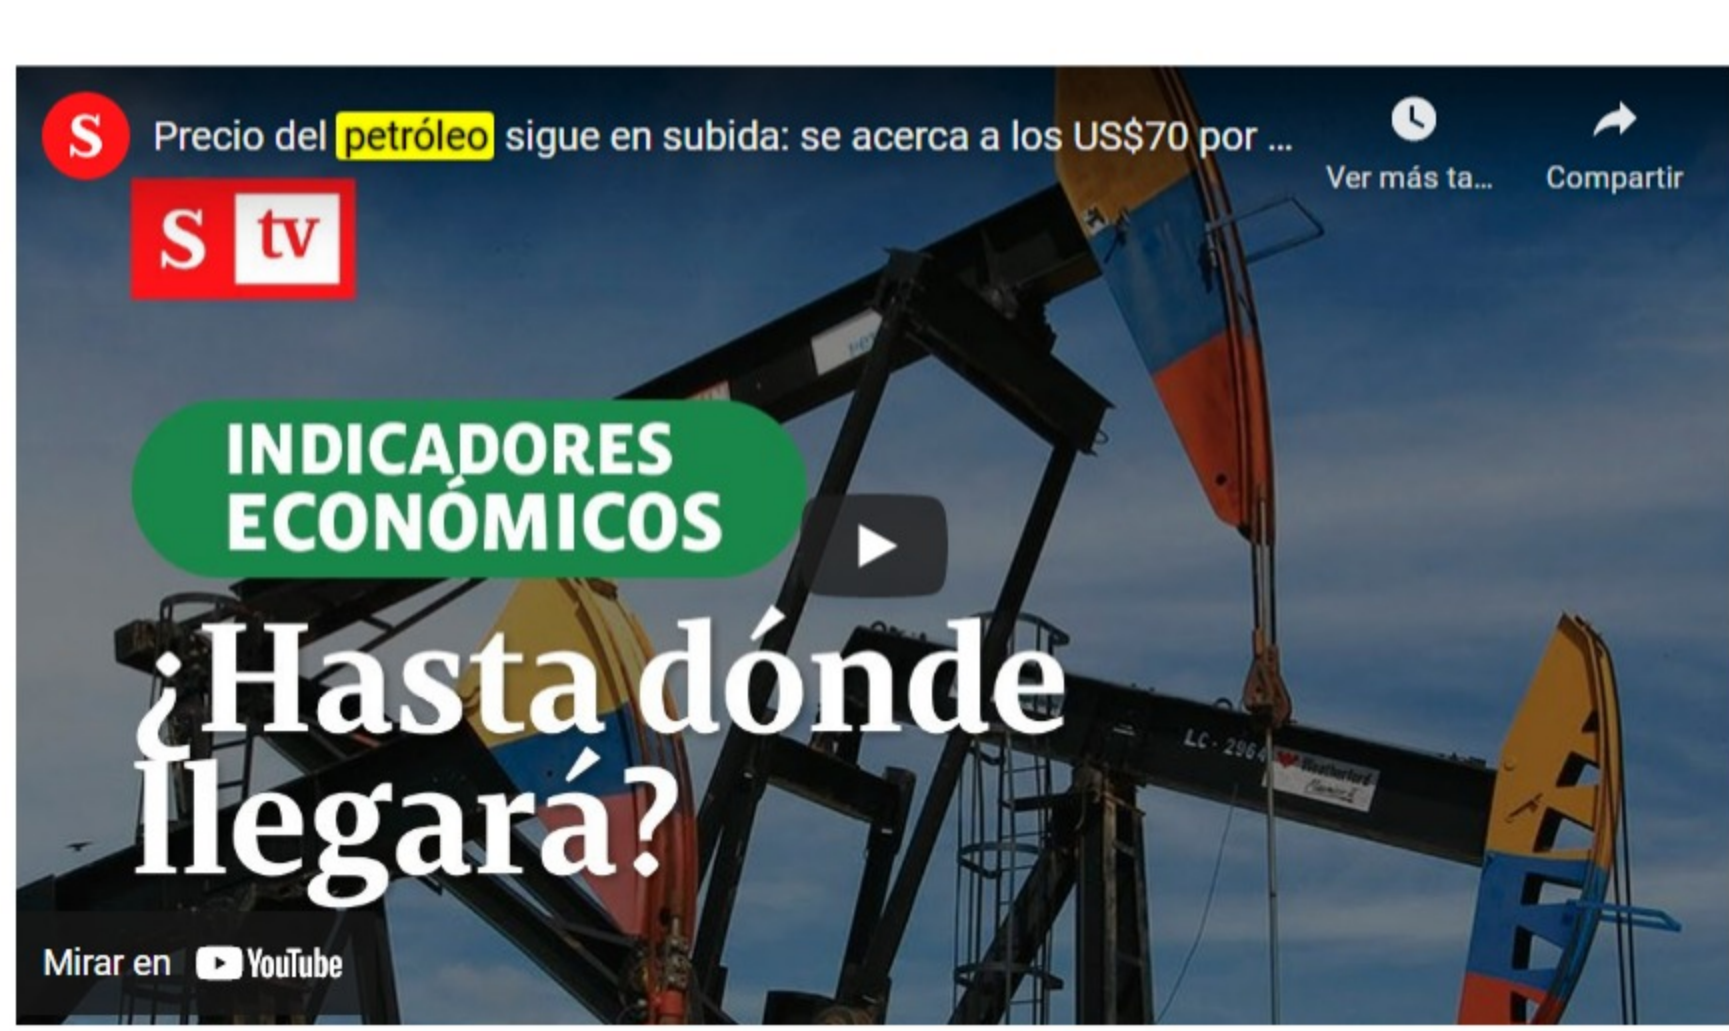 S
Precio del petróleo sigue en subida: se acerca a los US$70 por ...
Ver más ta...
Compartir
S tv
INDICADORES
ECONÓMICOS
¿Hasta dónde
llegará?
LC - 2964
Weatherford
Mirar en YouTube